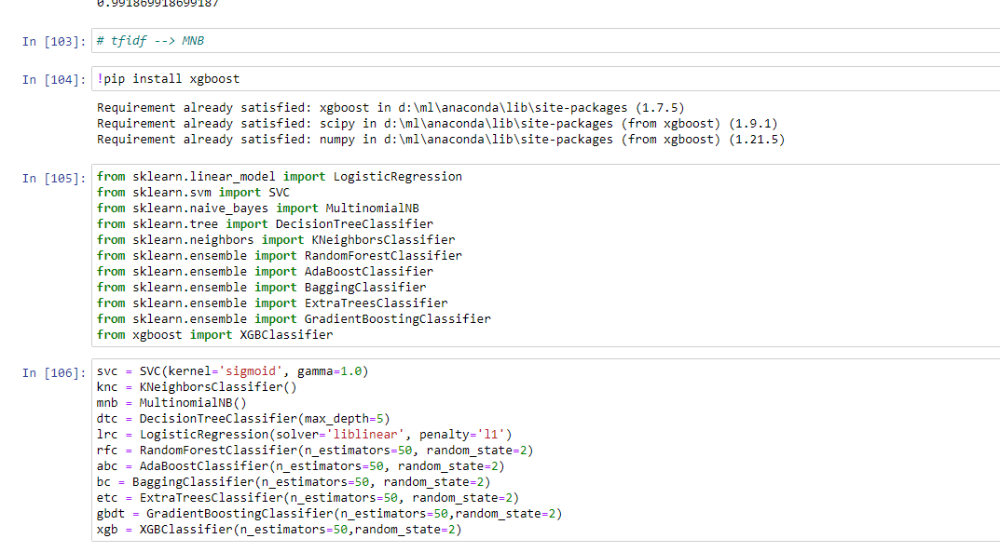 0.991869918699187
In [103]: # tfidf --> MNB
In [104]: !pip install xgboost
Requirement already satisfied: xgboost in d:\ml\anaconda\lib\site-packages (1.7.5)
Requirement already satisfied: scipy in d:\ml\anaconda\lib\site-packages (from xgboost) (1.9.1)
Requirement already satisfied: numpy in d:\ml\anaconda\lib\site-packages (from xgboost) (1.21.5)
In [105]: from sklearn.linear_model import LogisticRegression
from sklearn.svm import SVC
from sklearn.naive_bayes import MultinomialNB
from sklearn.tree import DecisionTreeClassifier
from sklearn.neighbors import KNeighborsClassifier
from sklearn.ensemble import RandomForestClassifier
from sklearn.ensemble import AdaBoostClassifier
from sklearn.ensemble import BaggingClassifier
from sklearn.ensemble import ExtraTreesClassifier
from sklearn.ensemble import GradientBoostingClassifier
from xgboost import XGBClassifier
In [106]: svc = SVC(kernel='sigmoid', gamma=1.0)
knc = KNeighborsClassifier()
mnb = MultinomialNB()
dtc = DecisionTreeClassifier(max_depth=5)
lrc = LogisticRegression(solver='liblinear', penalty='l1')
rfc = RandomForestClassifier(n_estimators=50, random_state=2)
abc = AdaBoostClassifier(n_estimators=50, random_state=2)
bc = BaggingClassifier(n_estimators=50, random_state=2)
etc = ExtraTreesClassifier(n_estimators=50, random_state=2)
gbdt = GradientBoostingClassifier(n_estimators=50,random_state=2)
xgb = XGBClassifier(n_estimators=50,random_state=2)